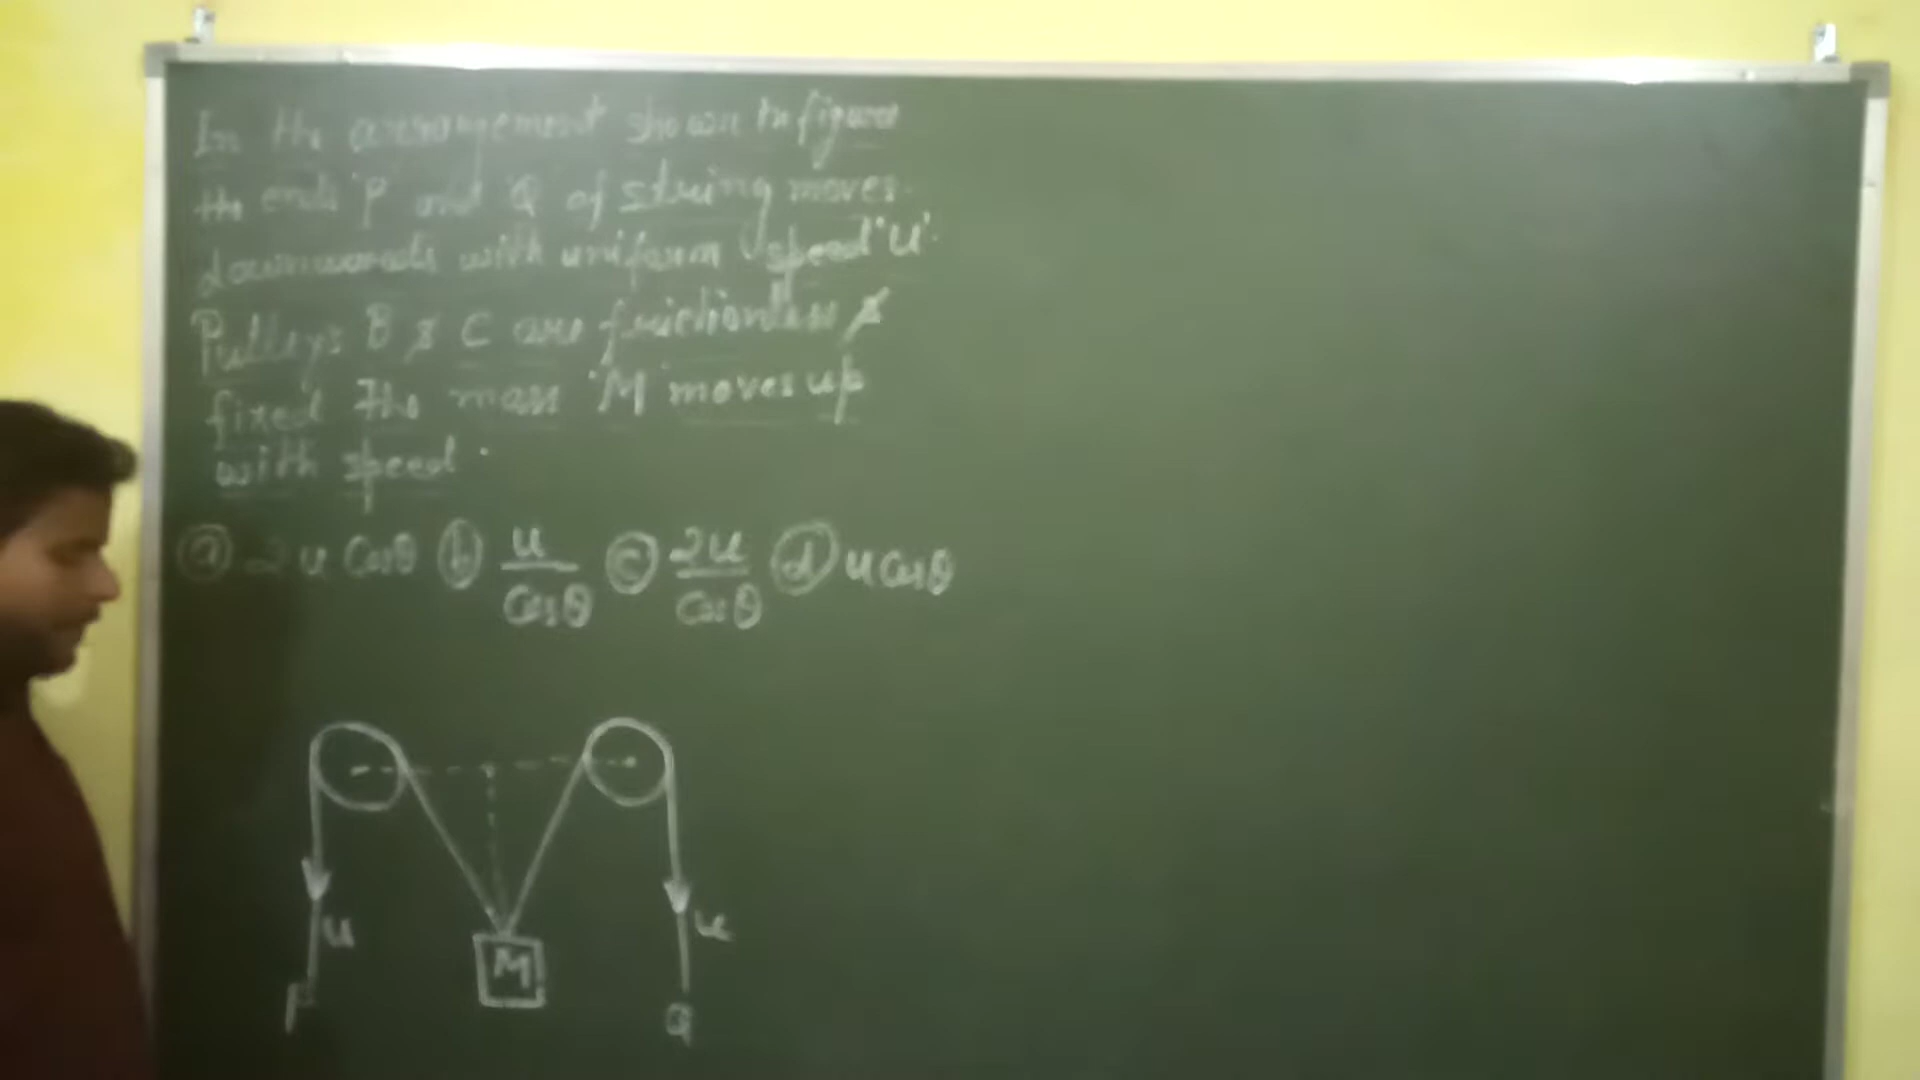 In the arrangement shown in figure
the ends 'P' and 'Q' of string moves
downwards with uniform speed 'U'.
Pulleys B & C are frictionless &
fixed The mass 'M' moves up
with speed.
ⓐ 2u Cosθ ⓑ u/Cosθ ⓒ 2u/Cosθ ⓓ u Cosθ
u
u
M
P
Q